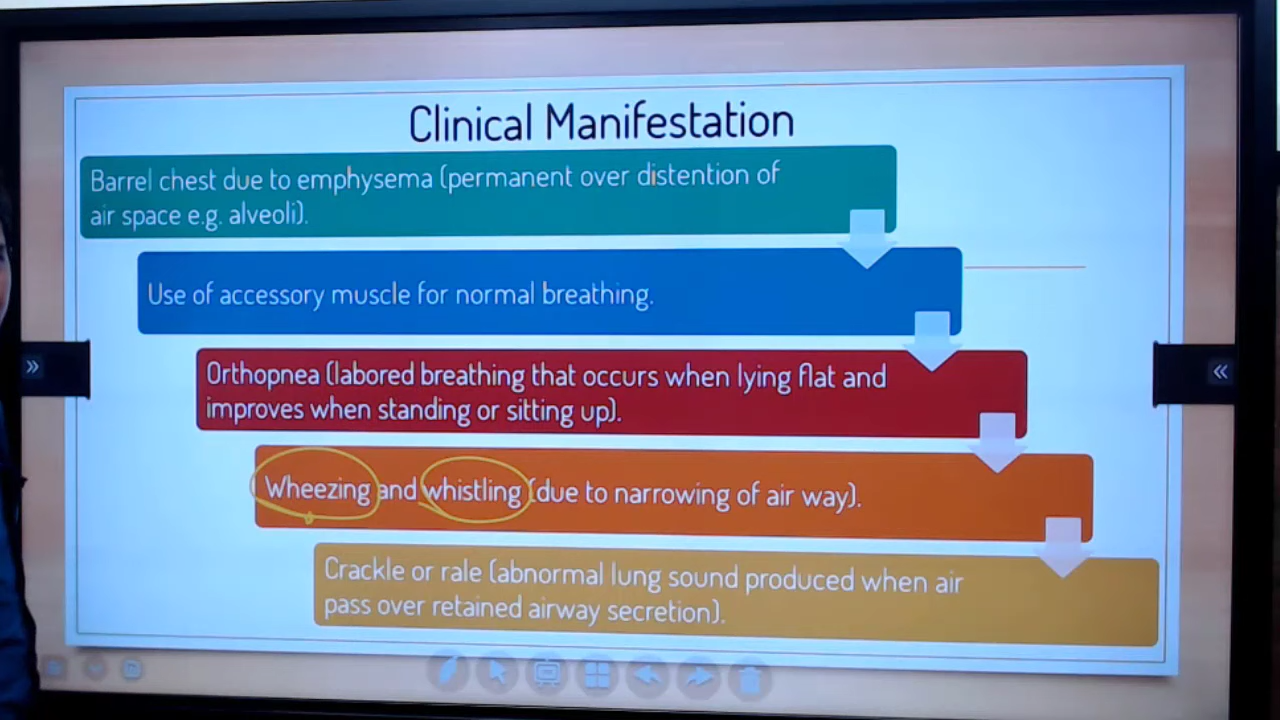 Clinical Manifestation
Barrel chest due to emphysema (permanent over distention of
air space e.g. alveoli).
Use of accessory muscle for normal breathing.
Orthopnea (labored breathing that occurs when lying flat and
improves when standing or sitting up).
Wheezing and whistling (due to narrowing of air way).
Crackle or rale (abnormal lung sound produced when air
pass over retained airway secretion).